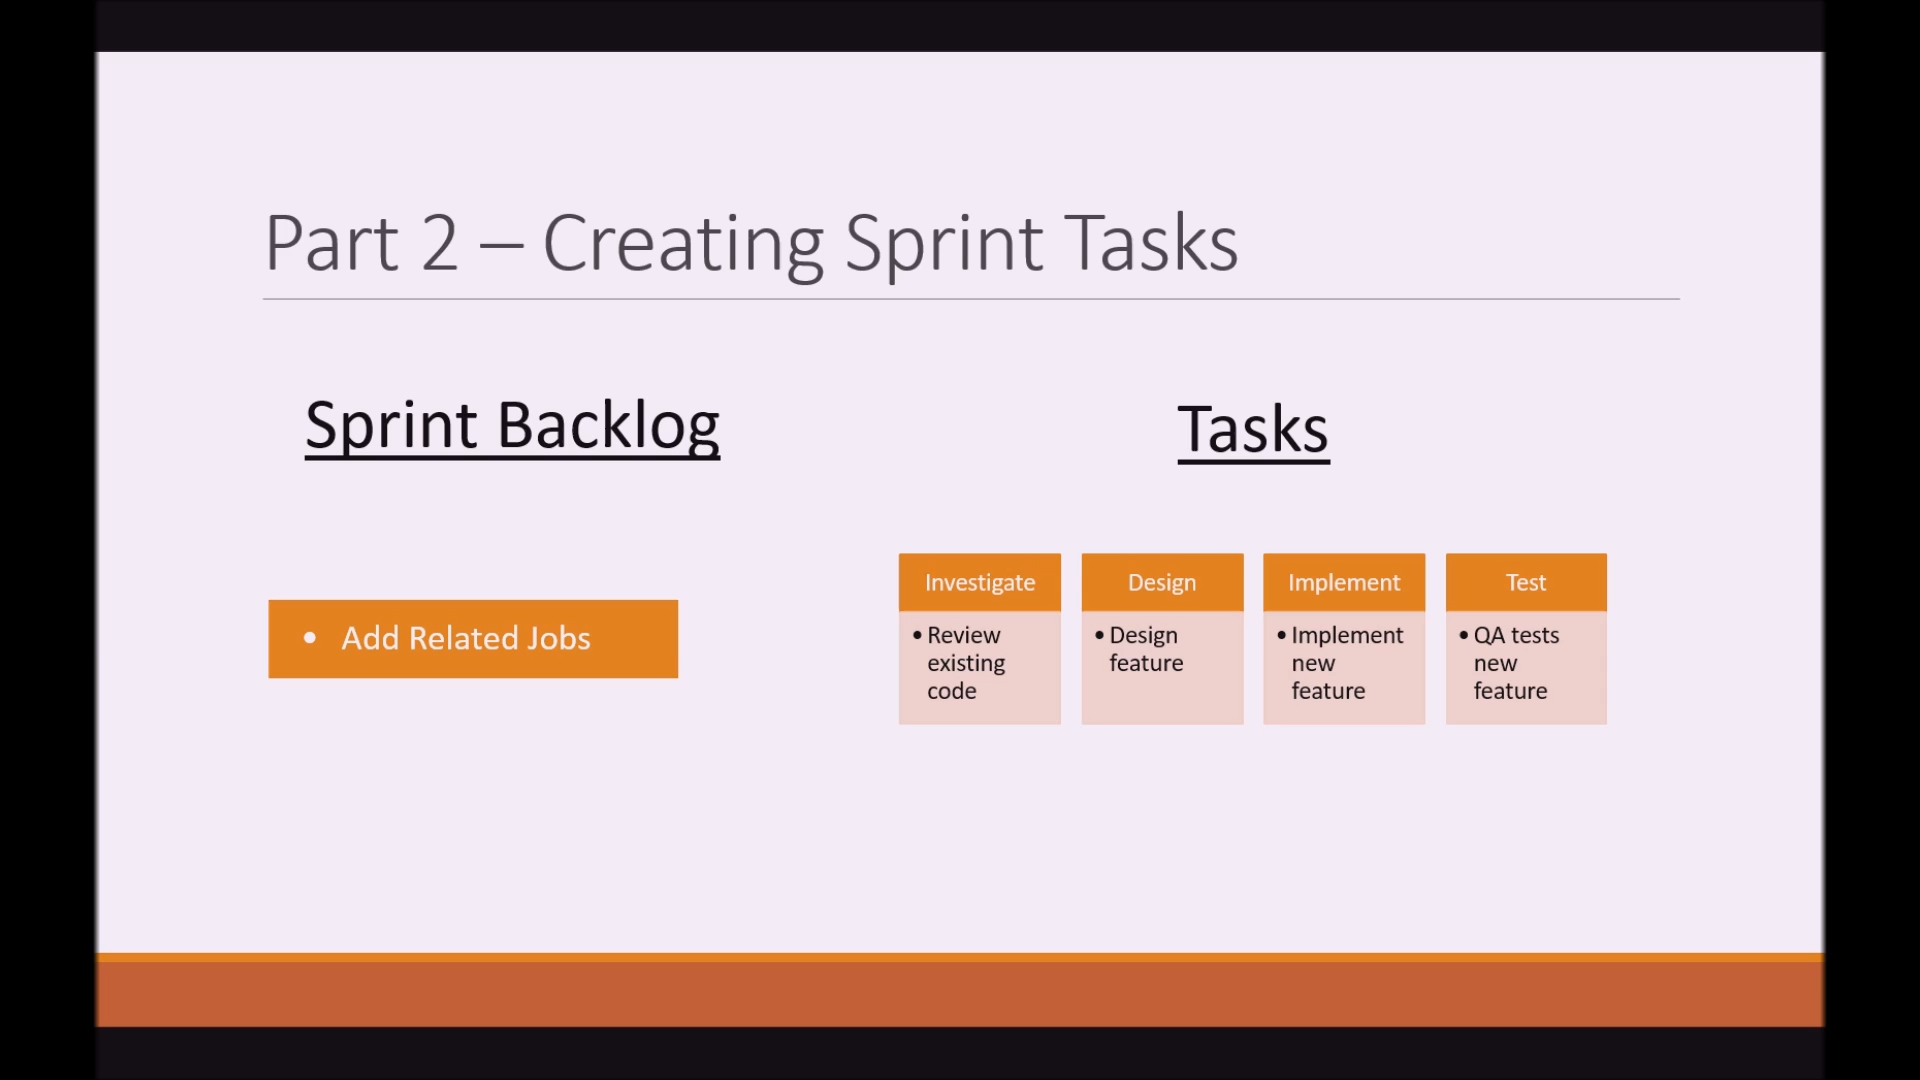 Part 2 – Creating Sprint Tasks
Sprint Backlog
Tasks
• Add Related Jobs
Investigate
• Review
existing
code
Design
• Design
feature
Implement
• Implement
new
feature
Test
• QA tests
new
feature